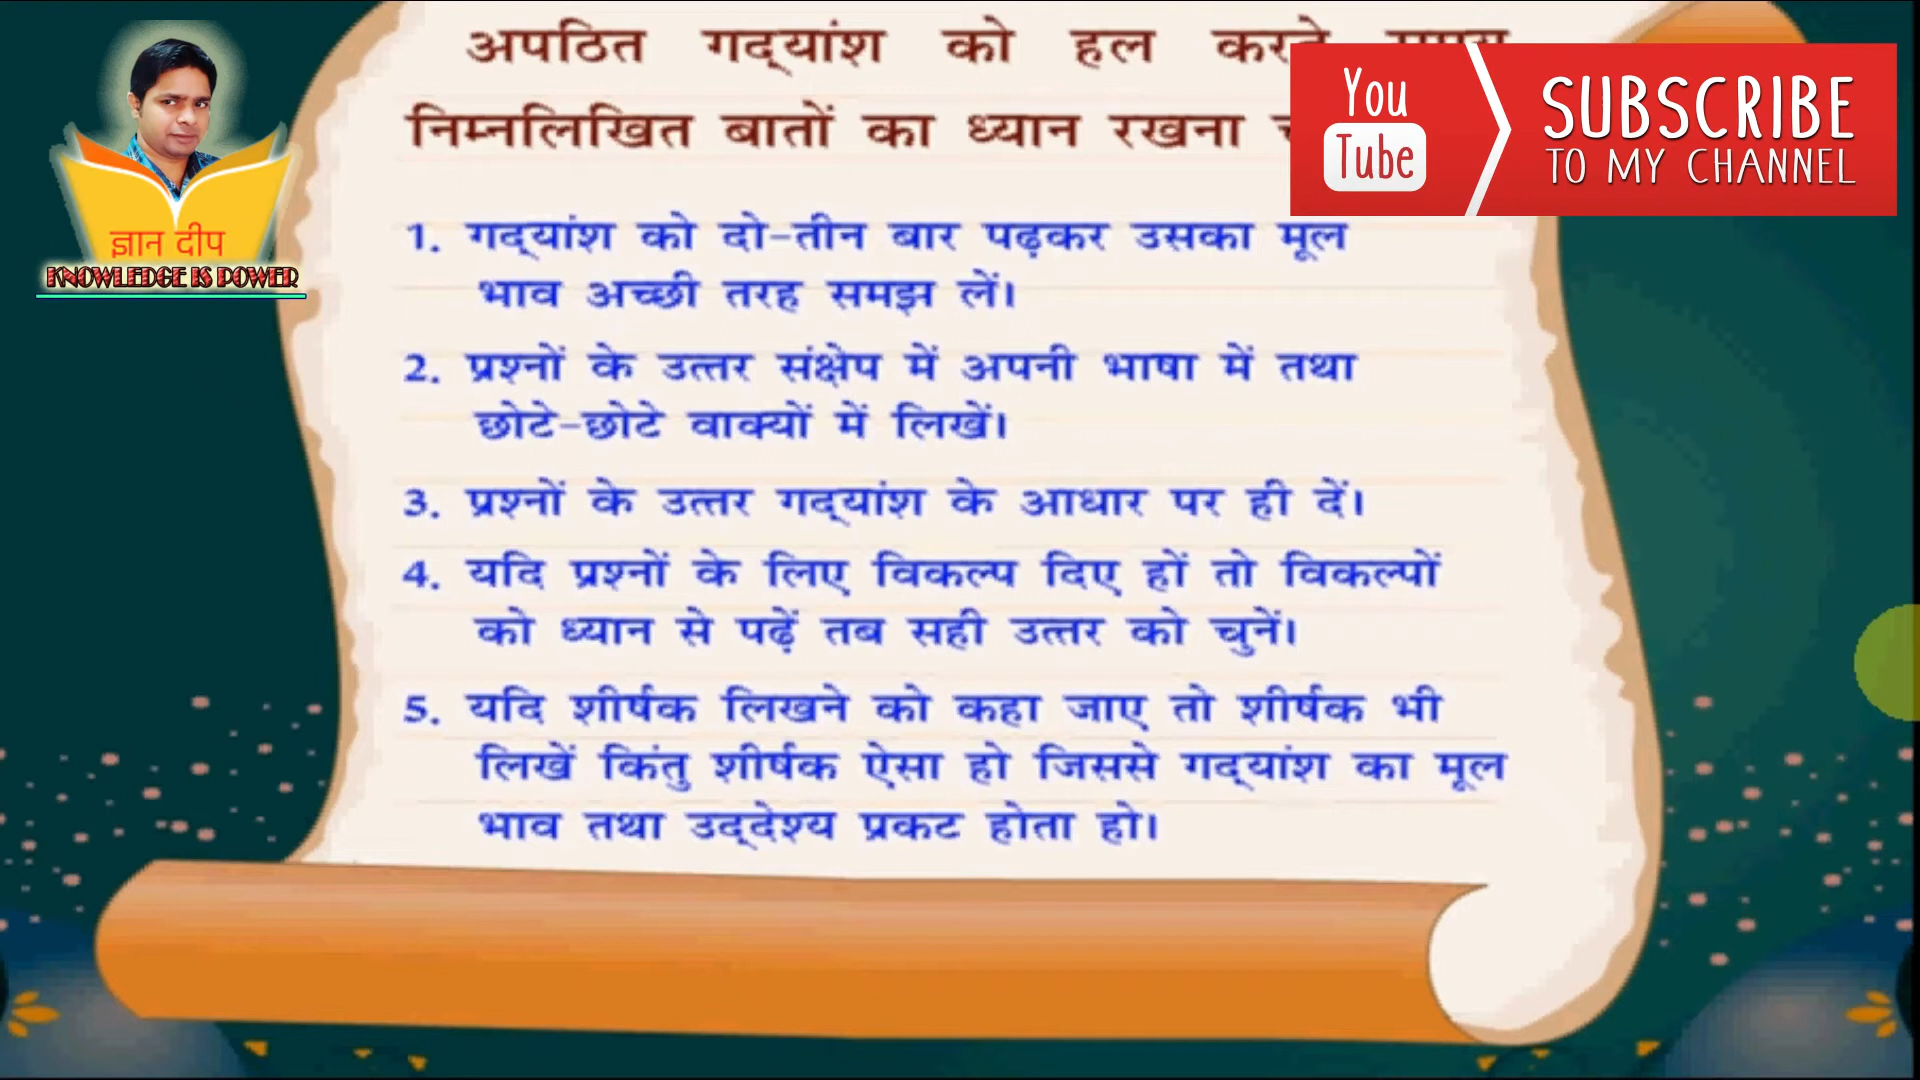 अपठित गद्यांश को हल करते समय
निम्नलिखित बातों का ध्यान रखना
1. गद्यांश को दो-तीन बार पढ़कर उसका मूल
भाव अच्छी तरह समझ लें।
2. प्रश्नों के उत्तर संक्षेप में अपनी भाषा में तथा
छोटे-छोटे वाक्यों में लिखें।
3. प्रश्नों के उत्तर गद्यांश के आधार पर ही दें।
4. यदि प्रश्नों के लिए विकल्प दिए हों तो विकल्पों
को ध्यान से पढ़ें तब सही उत्तर को चुनें।
5. यदि शीर्षक लिखने को कहा जाए तो शीर्षक भी
लिखें किंतु शीर्षक ऐसा हो जिससे गद्यांश का मूल
भाव तथा उद्देश्य प्रकट होता हो।
ज्ञान दीप
KNOWLEDGE IS POWER
You
Tube
SUBSCRIBE
TO MY CHANNEL